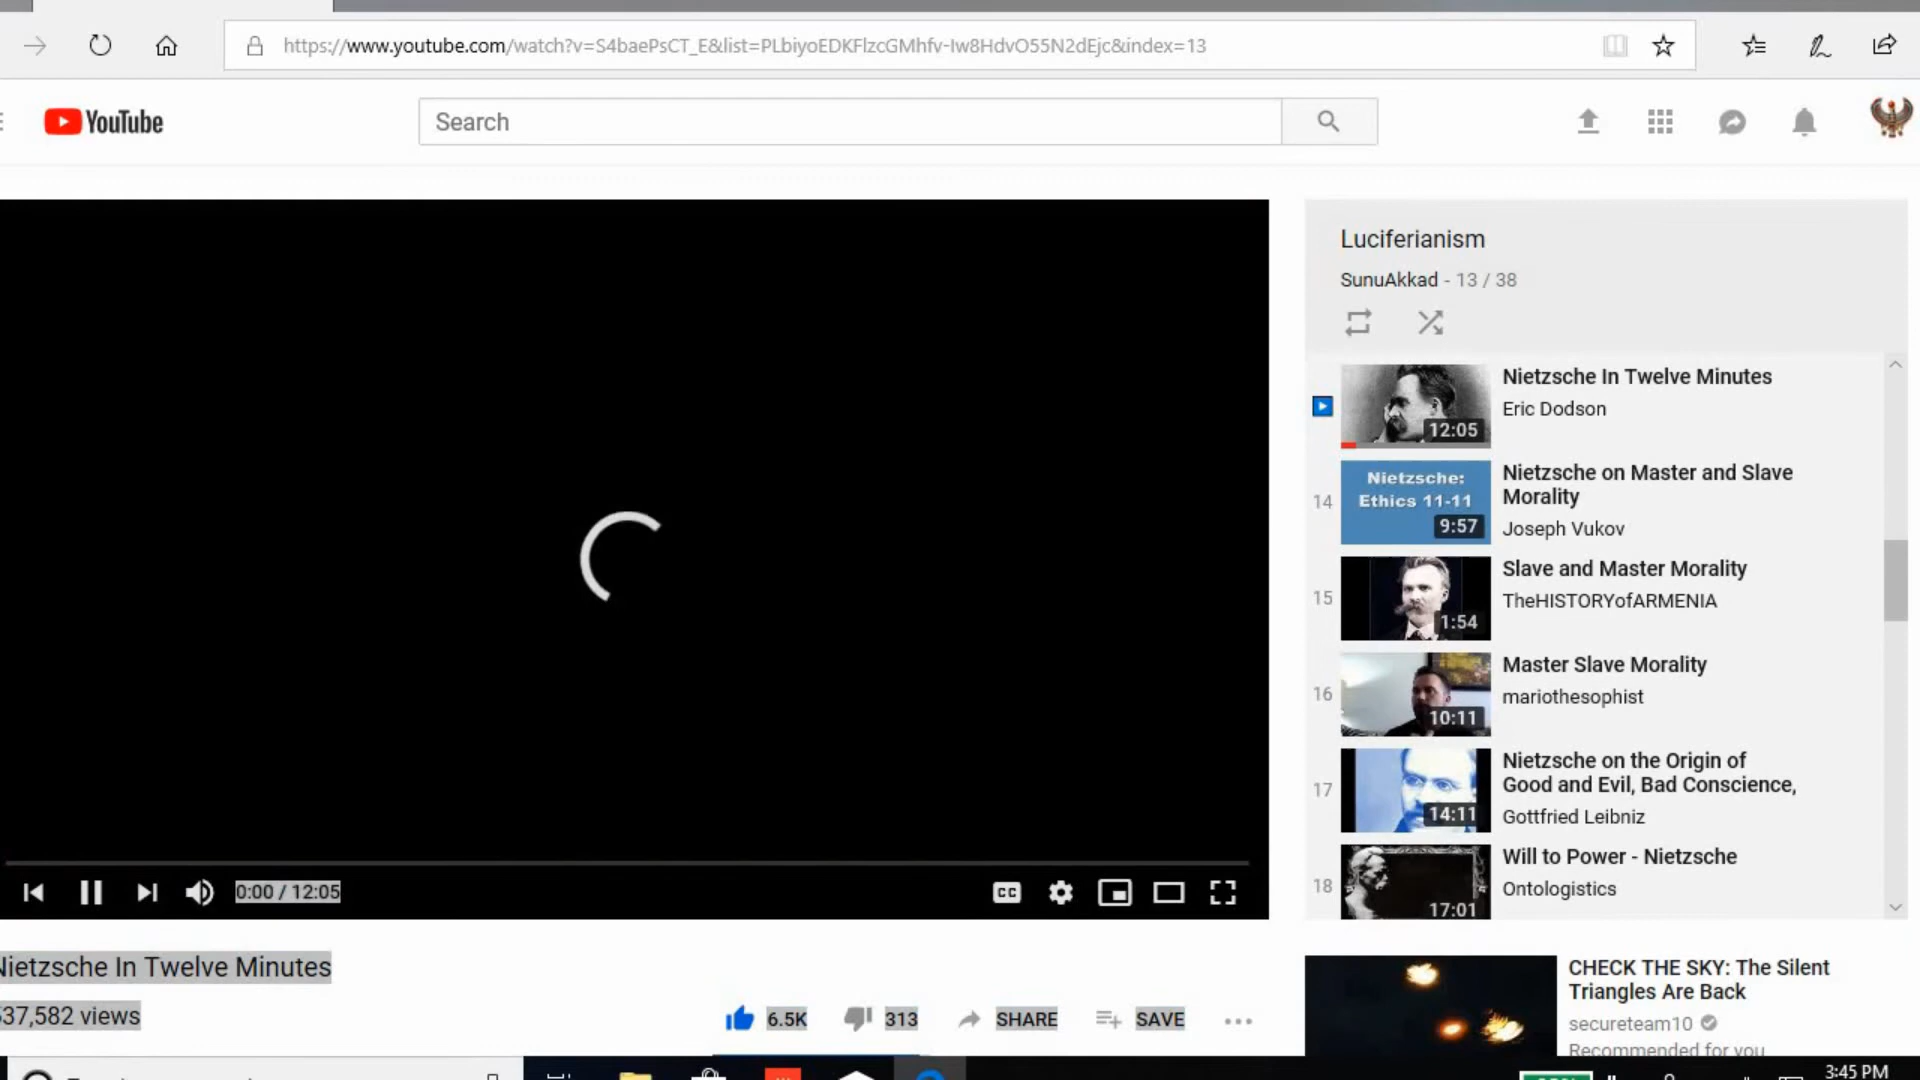 https://www.youtube.com/watch?v=S4baePsCT_E&list=PLbiyoEDKFlzcGMhfv-Iw8HdvO55N2dEjc&index=13
YouTube
Search
Luciferianism
SunuAkkad - 13 / 38
Nietzsche In Twelve Minutes
Eric Dodson
12:05
14
Nietzsche:
Ethics 11-11
9:57
Nietzsche on Master and Slave
Morality
Joseph Vukov
15
1:54
Slave and Master Morality
TheHISTORYofARMENIA
16
10:11
Master Slave Morality
mariothesophist
17
14:11
Nietzsche on the Origin of
Good and Evil, Bad Conscience,
Gottfried Leibniz
18
17:01
Will to Power - Nietzsche
Ontologistics
0:00 / 12:05
CC
Nietzsche In Twelve Minutes
537,582 views
6.5K
313
SHARE
SAVE
CHECK THE SKY: The Silent
Triangles Are Back
secureteam10
Recommended for you
3:45 PM